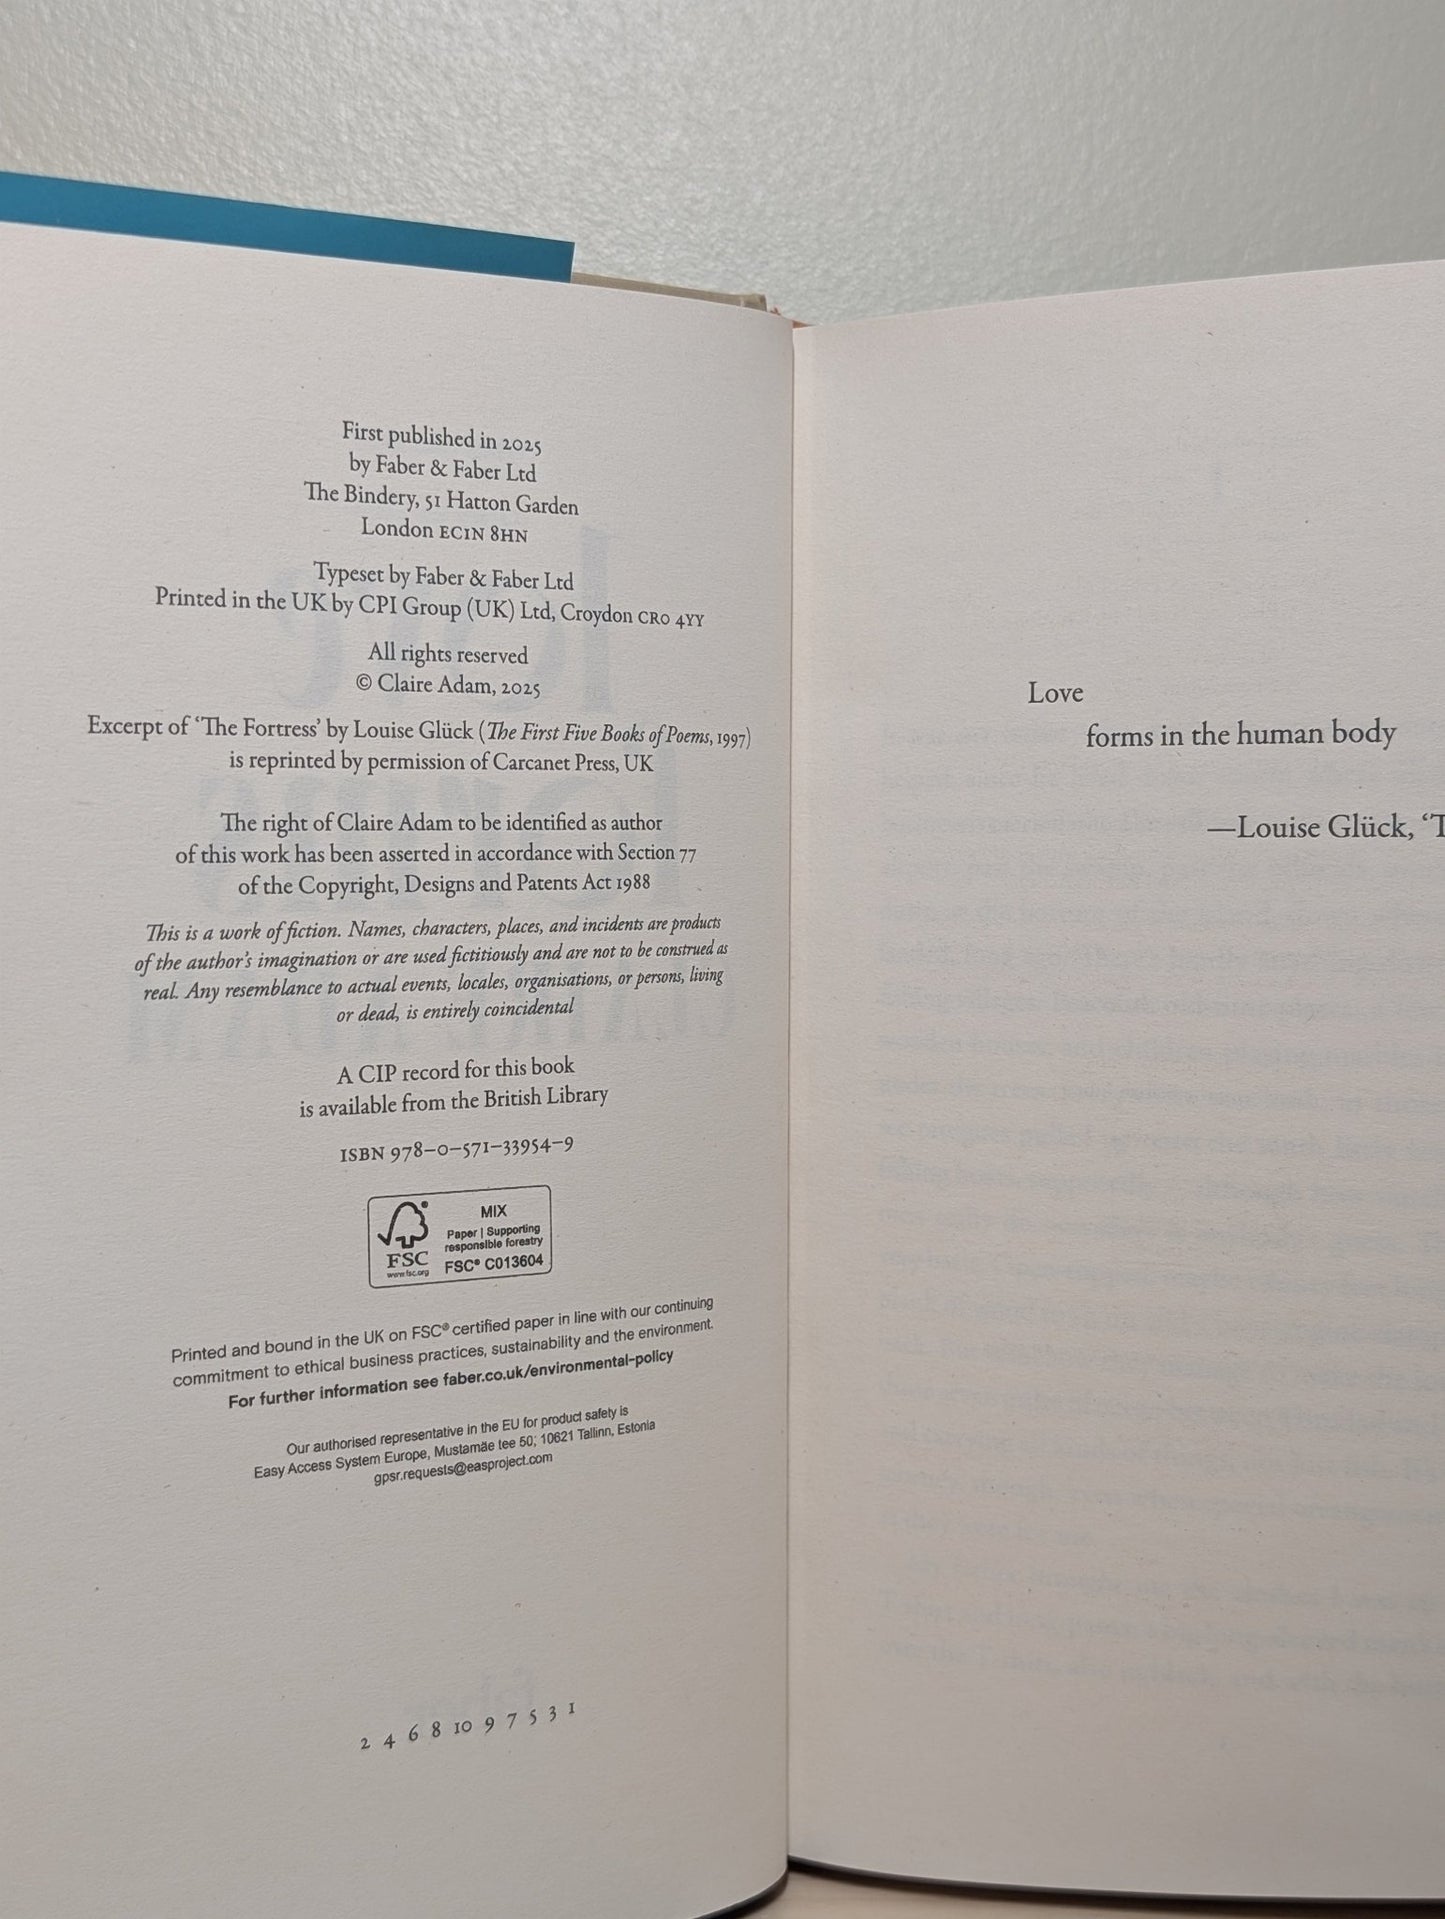 First published in 2025
by Faber & Faber Ltd
The Bindery, 51 Hatton Garden
London EC1N 8HN
Typeset by Faber & Faber Ltd
Printed in the UK by CPI Group (UK) Ltd, Croydon CR0 4YY
All rights reserved
© Claire Adam, 2025
Excerpt of ‘The Fortress’ by Louise Glück (The First Five Books of Poems, 1997)
is reprinted by permission of Carcanet Press, UK
The right of Claire Adam to be identified as author
of this work has been asserted in accordance with Section 77
of the Copyright, Designs and Patents Act 1988
This is a work of fiction. Names, characters, places, and incidents are products
of the author’s imagination or are used fictitiously and are not to be construed as
real. Any resemblance to actual events, locales, organisations, or persons, living
or dead, is entirely coincidental
A CIP record for this book
is available from the British Library
ISBN 978–0–571–33954–9
MIX
Paper | Supporting
responsible forestry
FSC® C013604
FSC
www.fsc.org
Printed and bound in the UK on FSC® certified paper in line with our continuing
commitment to ethical business practices, sustainability and the environment.
For further information see faber.co.uk/environmental-policy
Our authorised representative in the EU for product safety is
Easy Access System Europe, Mustamäe tee 50, 10621 Tallinn, Estonia
gpsr.requests@easproject.com
2 4 6 8 10 9 7 5 3 1
Love
forms in the human body
—Louise Glück, ‘T